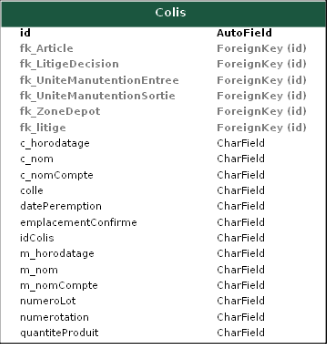 Colis
id AutoField
fk_Article ForeignKey (id)
fk_LitigeDecision ForeignKey (id)
fk_UniteManutentionEntree ForeignKey (id)
fk_UniteManutentionSortie ForeignKey (id)
fk_ZoneDepot ForeignKey (id)
fk_litige ForeignKey (id)
c_horodatage CharField
c_nom CharField
c_nomCompte CharField
colle CharField
datePeremption CharField
emplacementConfirme CharField
idColis CharField
m_horodatage CharField
m_nom CharField
m_nomCompte CharField
numeroLot CharField
numerotation CharField
quantiteProduit CharField